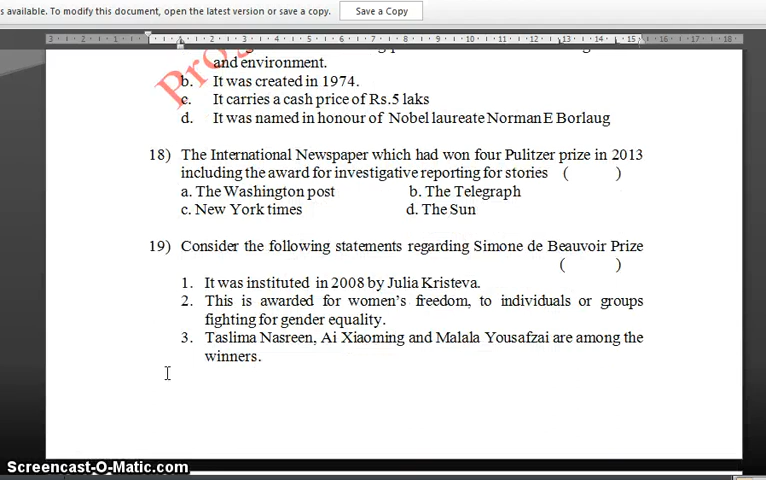 s available. To modify this document, open the latest version or save a copy. Save a Copy
and environment.
b. It was created in 1974.
c. It carries a cash price of Rs.5 laks
d. It was named in honour of Nobel laureate Norman E Borlaug
18) The International Newspaper which had won four Pulitzer prize in 2013
including the award for investigative reporting for stories ( )
a. The Washington post b. The Telegraph
c. New York times d. The Sun
19) Consider the following statements regarding Simone de Beauvoir Prize
( )
1. It was instituted in 2008 by Julia Kristeva.
2. This is awarded for women's freedom, to individuals or groups
fighting for gender equality.
3. Taslima Nasreen, Ai Xiaoming and Malala Yousafzai are among the
winners.
Screencast-O-Matic.com